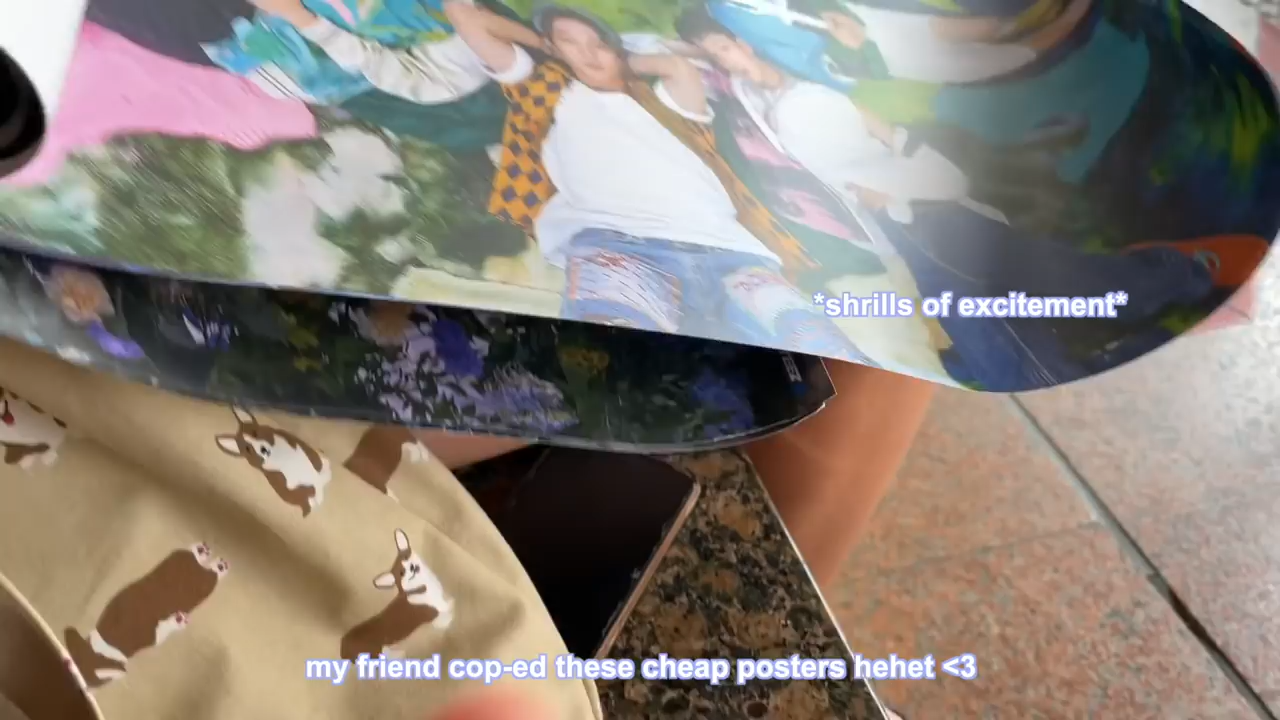 *shrills of excitement*
my friend cop-ed these cheap posters hehet <3